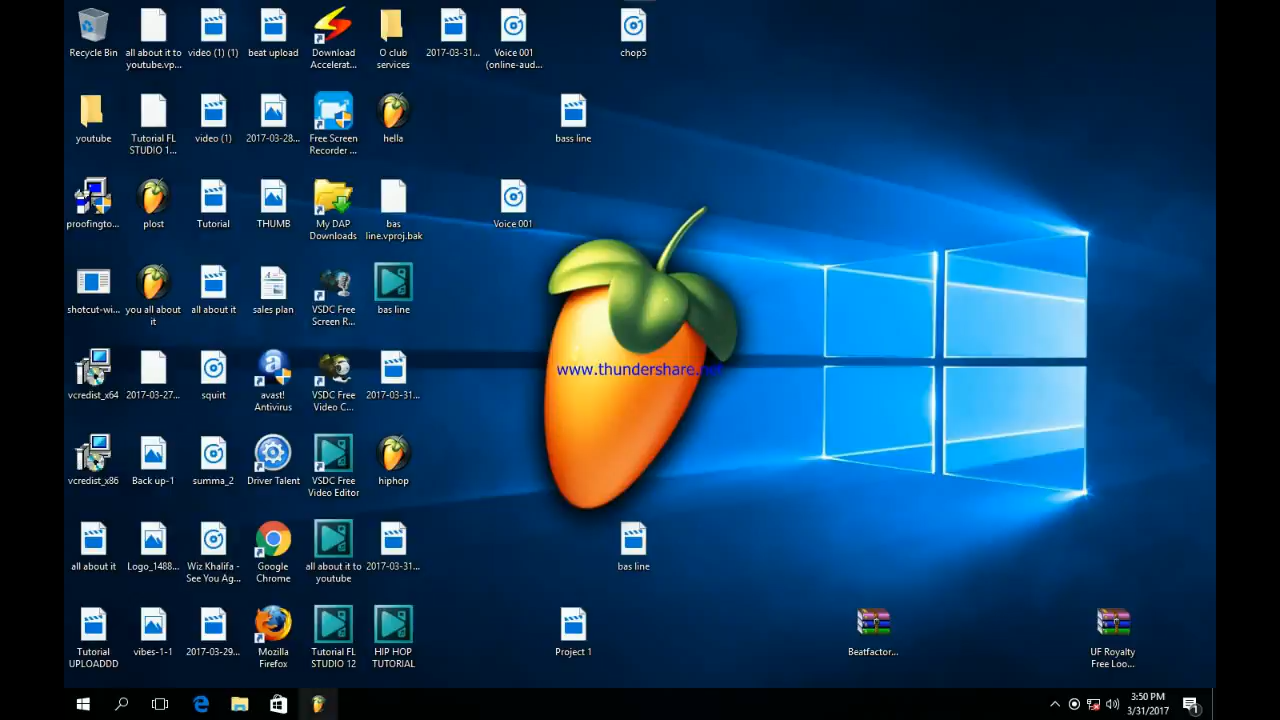 Recycle Bin
all about it to
youtube.vp...
video (1) (1)
beat upload
Download
Accelerat...
O club
services
2017-03-31...
Voice 001
(online-aud...
chop5
youtube
Tutorial FL
STUDIO 1...
video (1)
2017-03-28...
Free Screen
Recorder ...
hella
bass line
proofingto...
plost
Tutorial
THUMB
My DAP
Downloads
bas
line.vproj.bak
Voice 001
shotcut-wi...
you all about
it
all about it
sales plan
VSDC Free
Screen R...
bas line
www.thundershare.net
vcredist_x64
2017-03-27...
squirt
avast!
Antivirus
VSDC Free
Video C...
2017-03-31...
vcredist_x86
Back up-1
summa_2
Driver Talent
VSDC Free
Video Editor
hiphop
all about it
Logo_1488...
Wiz Khalifa -
See You Ag...
Google
Chrome
all about it to
youtube
2017-03-31...
bas line
Tutorial
UPLOADDD
vibes-1-1
2017-03-29...
Mozilla
Firefox
Tutorial FL
STUDIO 12
HIP HOP
TUTORIAL
Project 1
Beatfactor...
UF Royalty
Free Loo...
3:50 PM
3/31/2017
1